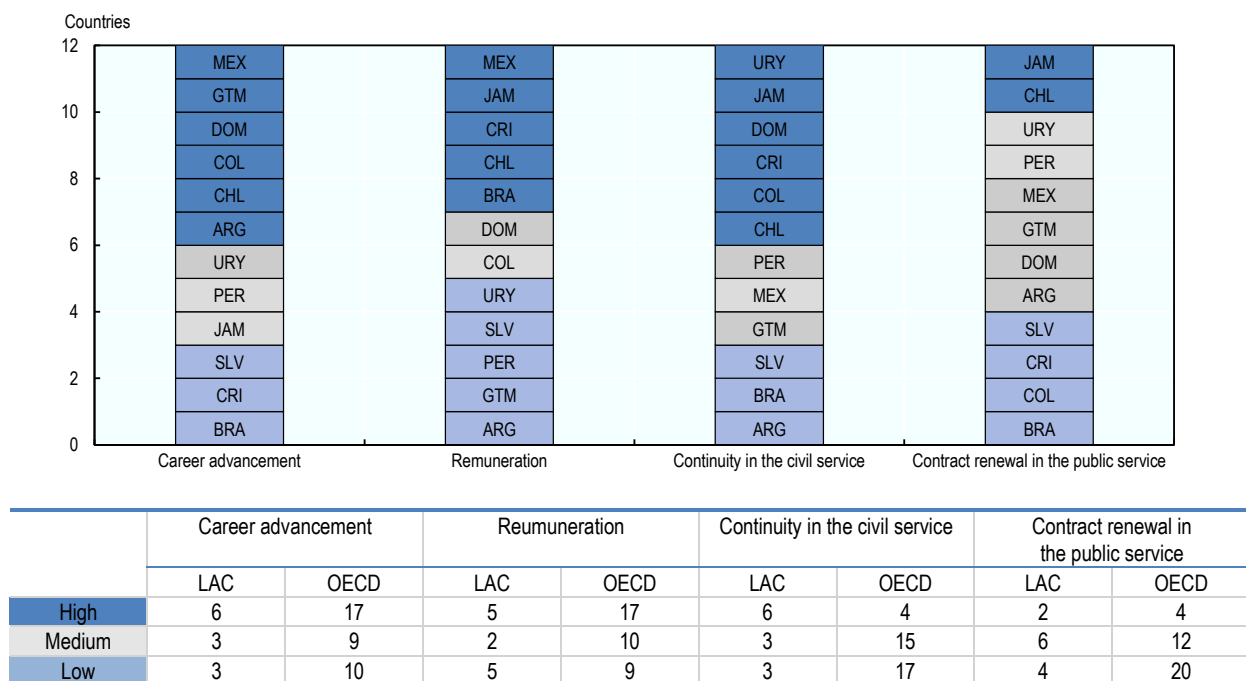 Countries
12
10
8
6
4
2
0
MEX
GTM
DOM
COL
CHL
ARG
URY
PER
JAM
SLV
CRI
BRA
MEX
JAM
CRI
CHL
BRA
DOM
COL
URY
SLV
PER
GTM
ARG
URY
JAM
DOM
CRI
COL
CHL
PER
MEX
GTM
SLV
BRA
ARG
JAM
CHL
URY
PER
MEX
GTM
DOM
ARG
SLV
CRI
COL
BRA
Career advancement Remuneration Continuity in the civil service Contract renewal in the public service
Career advancement Reumuneration Continuity in the civil service Contract renewal in
the public service
LAC OECD LAC OECD LAC OECD LAC OECD
High 6 17 5 17 6 4 2 4
Medium 3 9 2 10 3 15 6 12
Low 3 10 5 9 3 17 4 20